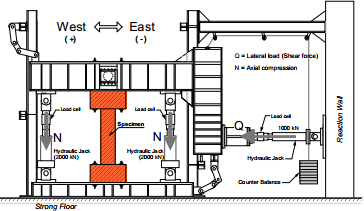 West East
(+) (-)
Q = Lateral load (Shear force)
N = Axial compression
Load cell
Load cell
Specimen
N
N
Q
Load cell
1000 kN
Hydraulic Jack
(2000 kN)
Hydraulic Jack
(2000 kN)
Hydraulic Jack
Counter Balance
Reaction Wall
Strong Floor